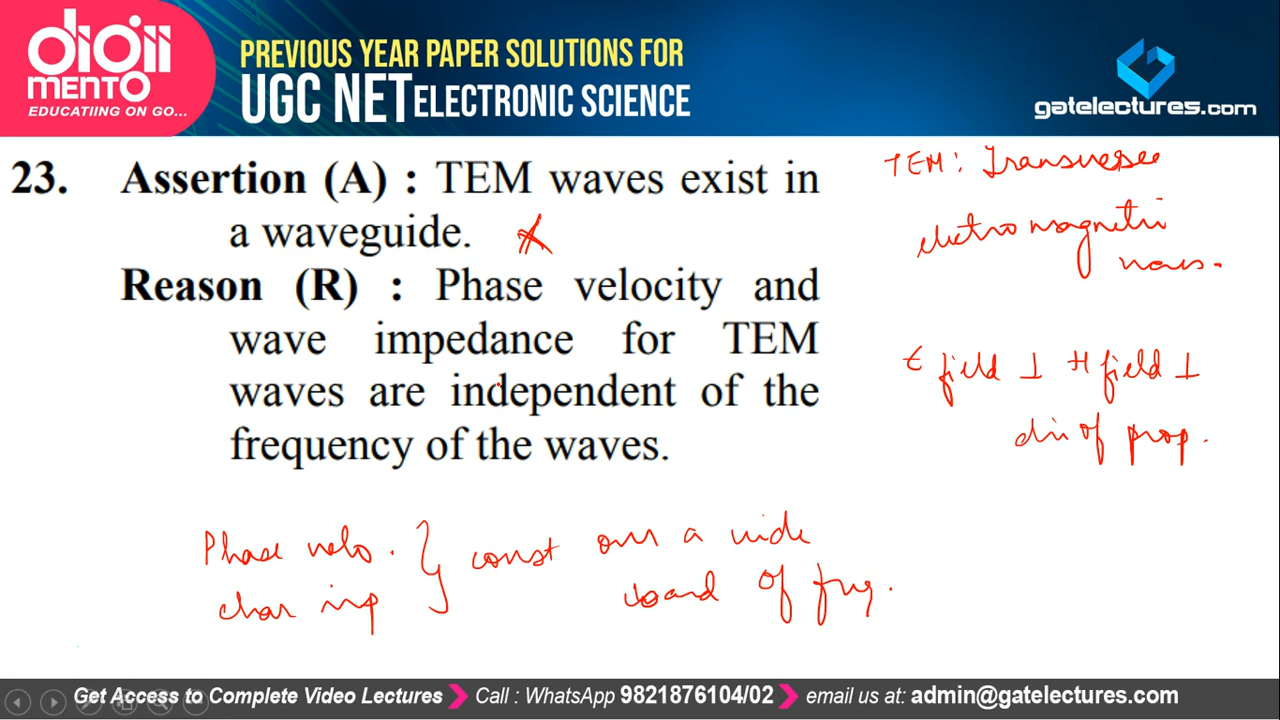 digii
MENTO
EDUCATIING ON GO...
PREVIOUS YEAR PAPER SOLUTIONS FOR
UGC NET ELECTRONIC SCIENCE
gatelectures.com
23. Assertion (A) : TEM waves exist in
a waveguide.
Reason (R) : Phase velocity and
wave impedance for TEM
waves are independent of the
frequency of the waves.
TEM: Transverse
electromagnetic
waves.
E field ⊥ H field ⊥
dir of prop.
Phase velo.
char imp
} const over a wide
band of freq.
Get Access to Complete Video Lectures
Call : WhatsApp 9821876104/02
email us at: admin@gatelectures.com